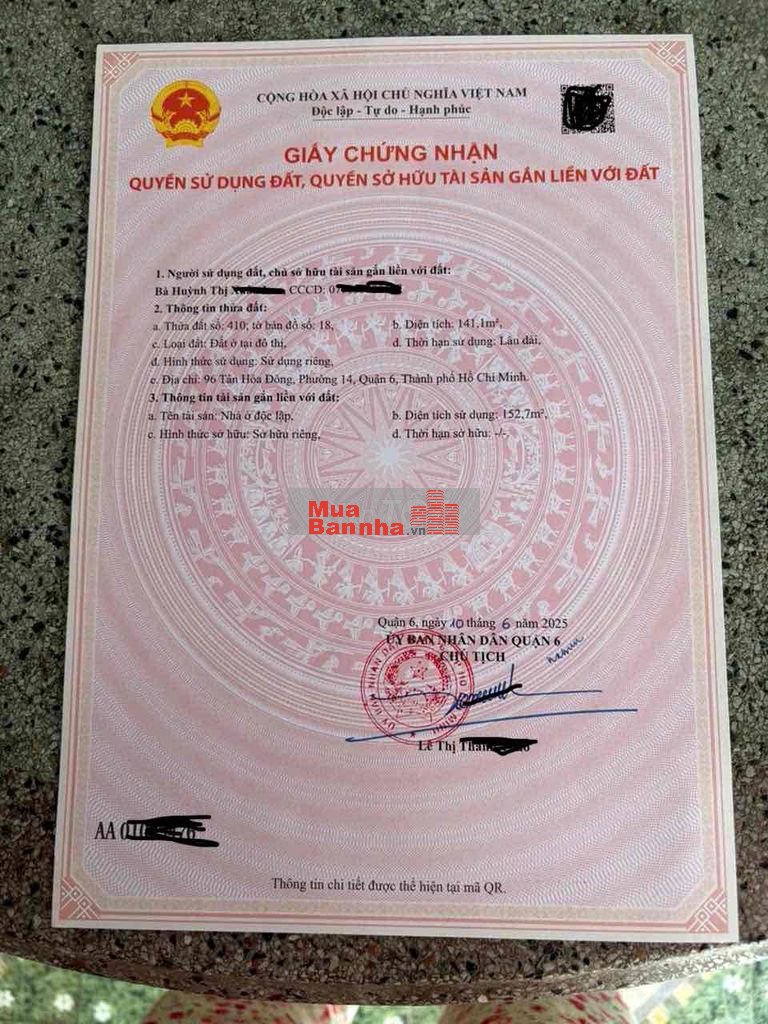 CỘNG HÒA XÃ HỘI CHỦ NGHĨA VIỆT NAM
Độc lập - Tự do - Hạnh phúc
GIẤY CHỨNG NHẬN
QUYỀN SỬ DỤNG ĐẤT, QUYỀN SỞ HỮU TÀI SẢN GẮN LIỀN VỚI ĐẤT
1. Người sử dụng đất, chủ sở hữu tài sản gắn liền với đất:
Bà Huỳnh Thị CCCD: 07
2. Thông tin thửa đất:
a. Thửa đất số: 410; tờ bản đồ số: 18, b. Diện tích: 141,1m²,
c. Loại đất: Đất ở tại đô thị, d. Thời hạn sử dụng: Lâu dài,
đ. Hình thức sử dụng: Sử dụng riêng,
e. Địa chỉ: 96 Tân Hòa Đông, Phường 14, Quận 6, Thành phố Hồ Chí Minh.
3. Thông tin tài sản gắn liền với đất:
a. Tên tài sản: Nhà ở độc lập, b. Diện tích sử dụng: 152,7m²,
c. Hình thức sở hữu: Sở hữu riêng, d. Thời hạn sở hữu: -/-.
Mua
Bannha.vn
Quận 6, ngày 10 tháng 6 năm 2025
ỦY BAN NHÂN DÂN QUẬN 6
CHỦ TỊCH
Lê Thị
AA
Thông tin chi tiết được thể hiện tại mã QR.